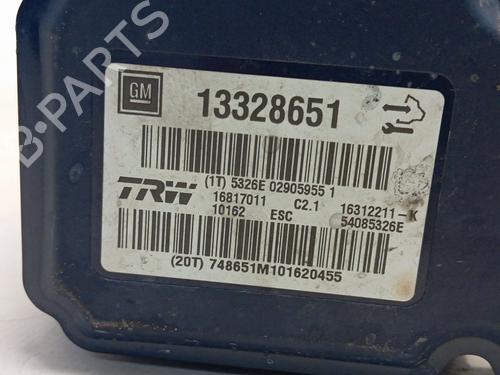 B-PARTS
GM
13328651
(1T) 5326E 02905955 1
TRW
16817011 C2.1 16312211-K
10162 ESC 54085326E
(20T) 748651M101620455